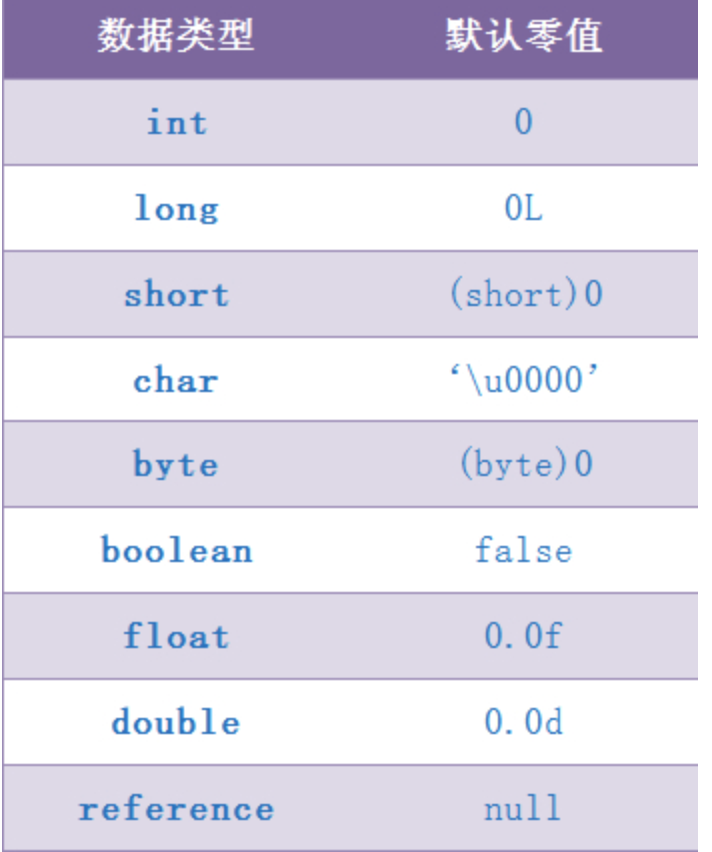 数据类型 默认零值
int 0
long 0L
short (short)0
char ‘\u0000’
byte (byte)0
boolean false
float 0.0f
double 0.0d
reference null